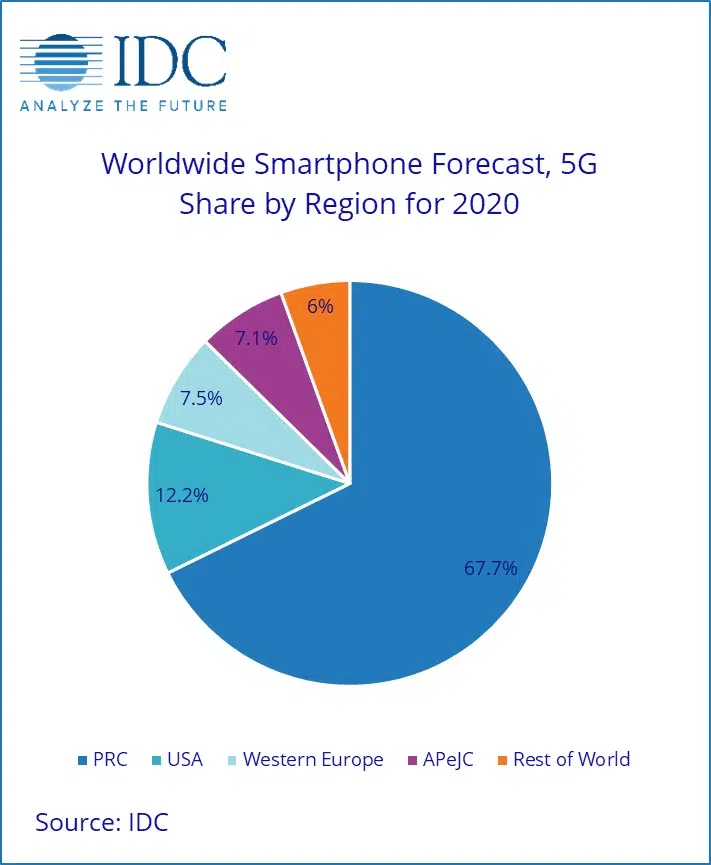 IDC
ANALYZE THE FUTURE
Worldwide Smartphone Forecast, 5G
Share by Region for 2020
6%
7.1%
7.5%
12.2%
67.7%
PRC USA Western Europe APeJC Rest of World
Source: IDC